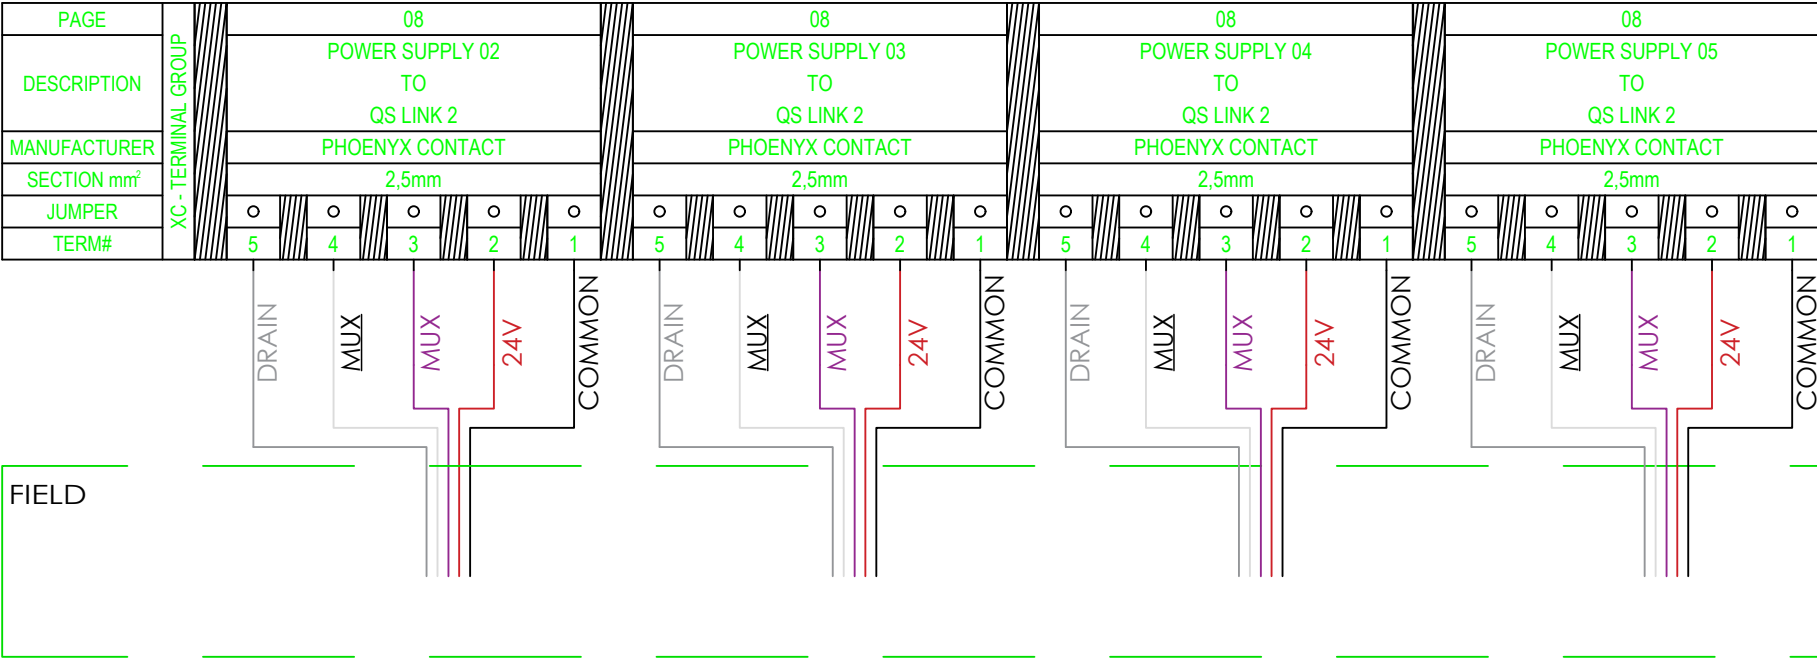 PAGE 08 08 08 08
DESCRIPTION
POWER SUPPLY 02
TO
QS LINK 2
POWER SUPPLY 03
TO
QS LINK 2
POWER SUPPLY 04
TO
QS LINK 2
POWER SUPPLY 05
TO
QS LINK 2
MANUFACTURER PHOENYX CONTACT PHOENYX CONTACT PHOENYX CONTACT PHOENYX CONTACT
SECTION mm² 2,5mm 2,5mm 2,5mm 2,5mm
JUMPER
TERM# 5 4 3 2 1 5 4 3 2 1 5 4 3 2 1 5 4 3 2 1
XC - TERMINAL GROUP
DRAIN
MUX
MUX
24V
COMMON
DRAIN
MUX
MUX
24V
COMMON
DRAIN
MUX
MUX
24V
COMMON
DRAIN
MUX
MUX
24V
COMMON
FIELD